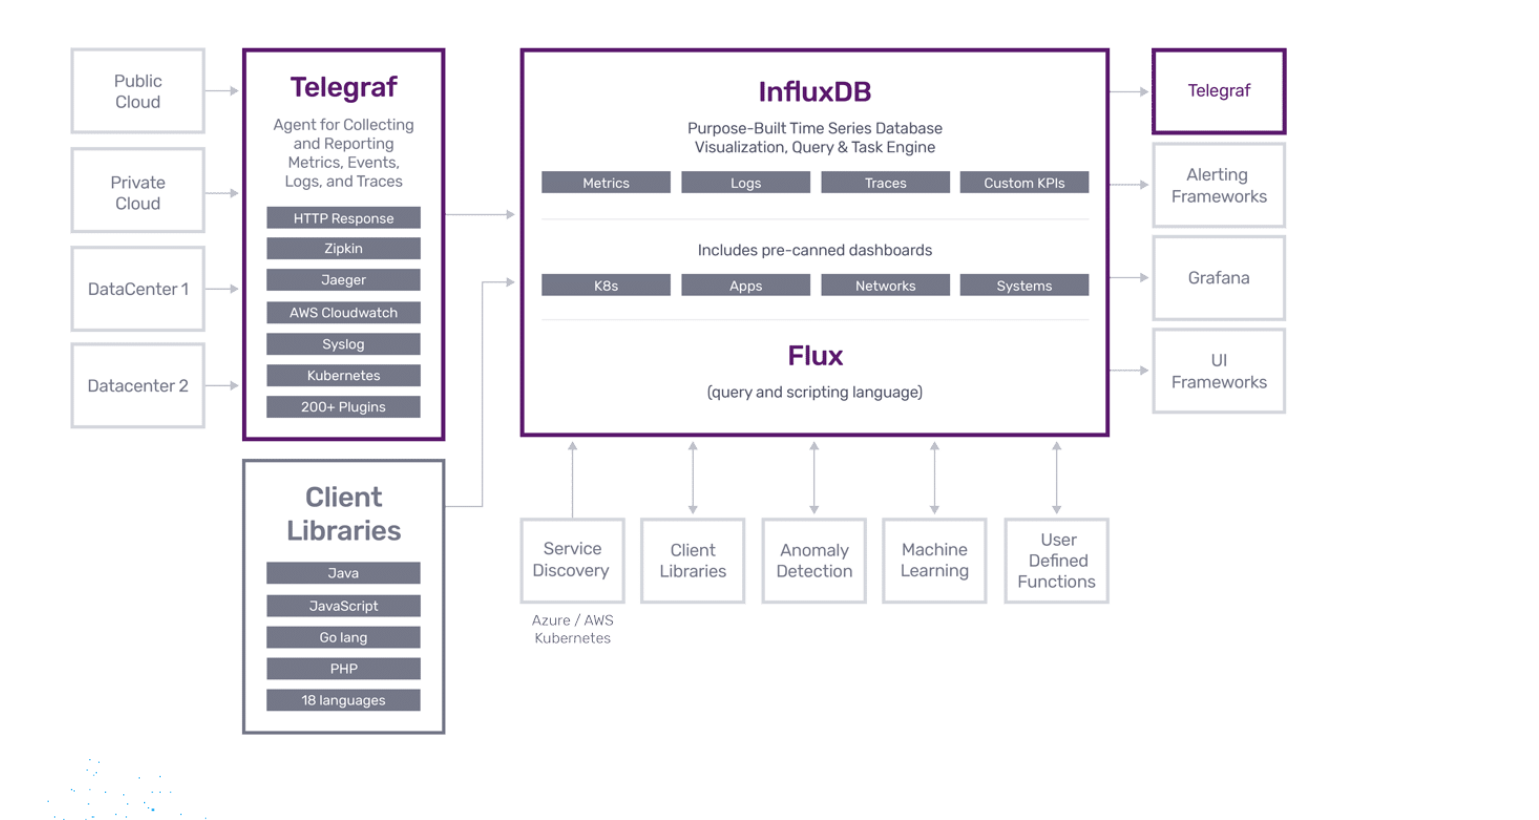 Public
Cloud
Private
Cloud
DataCenter 1
Datacenter 2
Telegraf
Agent for Collecting
and Reporting
Metrics, Events,
Logs, and Traces
HTTP Response
Zipkin
Jaeger
AWS Cloudwatch
Syslog
Kubernetes
200+ Plugins
Client
Libraries
Java
JavaScript
Go lang
PHP
18 languages
InfluxDB
Purpose-Built Time Series Database
Visualization, Query & Task Engine
Metrics
Logs
Traces
Custom KPIs
Includes pre-canned dashboards
K8s
Apps
Networks
Systems
Flux
(query and scripting language)
Service
Discovery
Azure / AWS
Kubernetes
Client
Libraries
Anomaly
Detection
Machine
Learning
User
Defined
Functions
Telegraf
Alerting
Frameworks
Grafana
UI
Frameworks